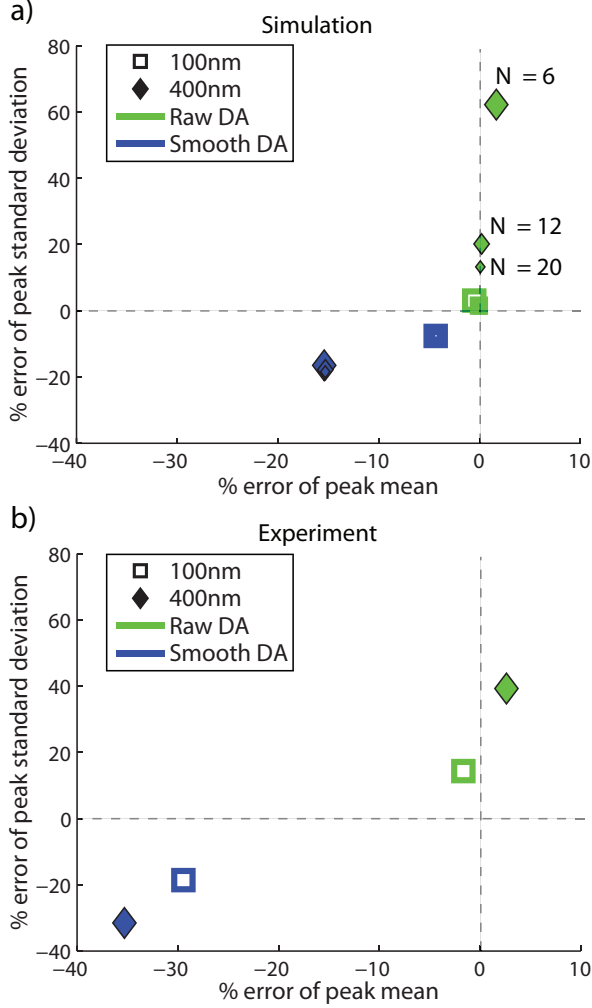 a)
Simulation
100nm
400nm
Raw DA
Smooth DA
N = 6
N = 12
N = 20
80
60
40
20
0
−20
−40
% error of peak standard deviation
−40
−30
−20
−10
0
10
% error of peak mean
b)
Experiment
100nm
400nm
Raw DA
Smooth DA
80
60
40
20
0
−20
−40
% error of peak standard deviation
−40
−30
−20
−10
0
10
% error of peak mean